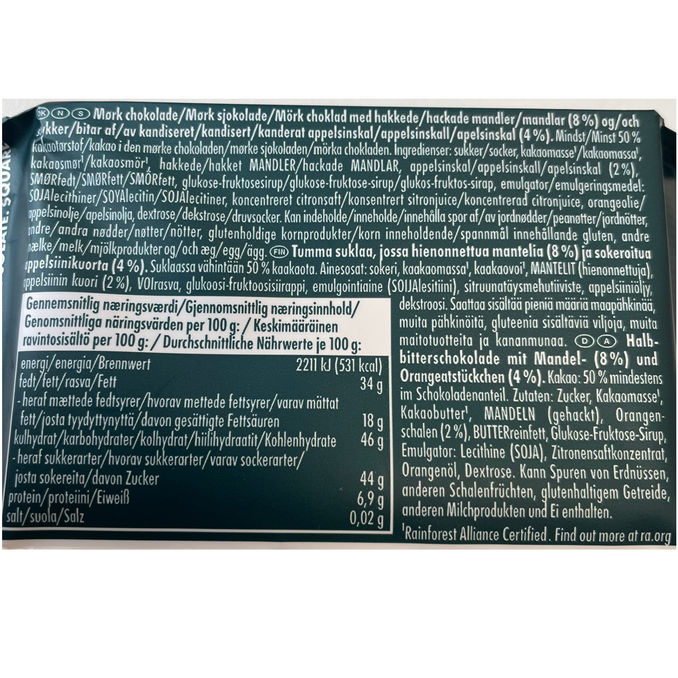 DK N S Mørk chokolade/Mørk sjokolade/Mörk choklad med hakkede/hackade mandler/mandlar (8 %) og/och
stykker/bitar af/av kandiseret/kandisert/kanderat appelsinskal/appelsinskall/apelsinskal (4 %). Mindst/Minst 50 %
kakaotørstof/kakao i den mørke chokoladen/mørke sjokoladen/mörka chokladen. Ingredienser: sukker/socker, kakaomasse¹/kakaomassa¹,
kakaosmør¹/kakaosmör¹, hakkede/hakket MANDLER/hackade MANDLAR, appelsinskal/appelsinskall/apelsinskal (2 %),
SMØRfedt/SMØRfett/SMÖRfett, glukose-fruktosesirup/glukose-fruktose-sirup/glukos-fruktos-sirap, emulgator/emulgeringsmedel:
SOJAlecithiner/SOYAlecitin/SOJAlecitiner, koncentreret citronsaft/konsentrert sitronjuice/koncentrerad citronjuice, orangeolie/
appelsinolje/apelsinolja, dextrose/dekstrose/druvsocker. Kan indeholde/inneholde/innehålla spor af/av jordnødder/peanøtter/jordnötter,
andre/andra nødder/nøtter/nötter, glutenholdige kornprodukter/korn inneholdende/spannmål innehållande gluten, andre
mælke/melk/mjölkprodukter og/och æg/egg/ägg. FIN Tumma suklaa, jossa hienonnettua mantelia (8 %) ja sokeroitua
appelsiinikuorta (4 %). Suklaassa vähintään 50 % kaakaota. Ainesosat: sokeri, kaakaomassa¹, kaakaovoi¹, MANTELIT (hienonnettuja),
appelsiinin kuori (2 %), VOIrasva, glukoosi-fruktoosisiirappi, emulgointiaine (SOIJAlesitiini), sitruunatäysmehutiiviste, appelsiiniöljy,
dekstroosi. Saattaa sisältää pieniä määriä maapähkinää,
muita pähkinöitä, gluteenia sisältäviä viljoja, muita
maitotuotteita ja kananmunaa. D A Halb-
bitterschokolade mit Mandel- (8 %) und
Orangeatstückchen (4 %). Kakao: 50 % mindestens
im Schokoladenanteil. Zutaten: Zucker, Kakaomasse¹,
Kakaobutter¹, MANDELN (gehackt), Orangen-
schalen (2 %), BUTTERreinfett, Glukose-Fruktose-Sirup,
Emulgator: Lecithine (SOJA), Zitronensaftkonzentrat,
Orangenöl, Dextrose. Kann Spuren von Erdnüssen,
anderen Schalenfrüchten, glutenhaltigem Getreide,
anderen Milchprodukten und Ei enthalten.
¹Rainforest Alliance Certified. Find out more at ra.org
Gennemsnitlig næringsværdi/Gjennomsnittlig næringsinnhold/
Genomsnittliga näringsvärden per 100 g: / Keskimääräinen
ravintosisältö per 100 g: / Durchschnittliche Nährwerte je 100 g:
energi/energia/Brennwert 2211 kJ (531 kcal)
fedt/fett/rasva/Fett 34 g
- heraf mættede fedtsyrer/hvorav mettede fettsyrer/varav mättat
fett/josta tyydyttynyttä/davon gesättigte Fettsäuren 18 g
kulhydrat/karbohydrater/kolhydrat/hiilihydraatit/Kohlenhydrate 46 g
- heraf sukkerarter/hvorav sukkerarter/varav sockerarter/
josta sokereita/davon Zucker 44 g
protein/proteiini/Eiweiß 6,9 g
salt/suola/Salz 0,02 g